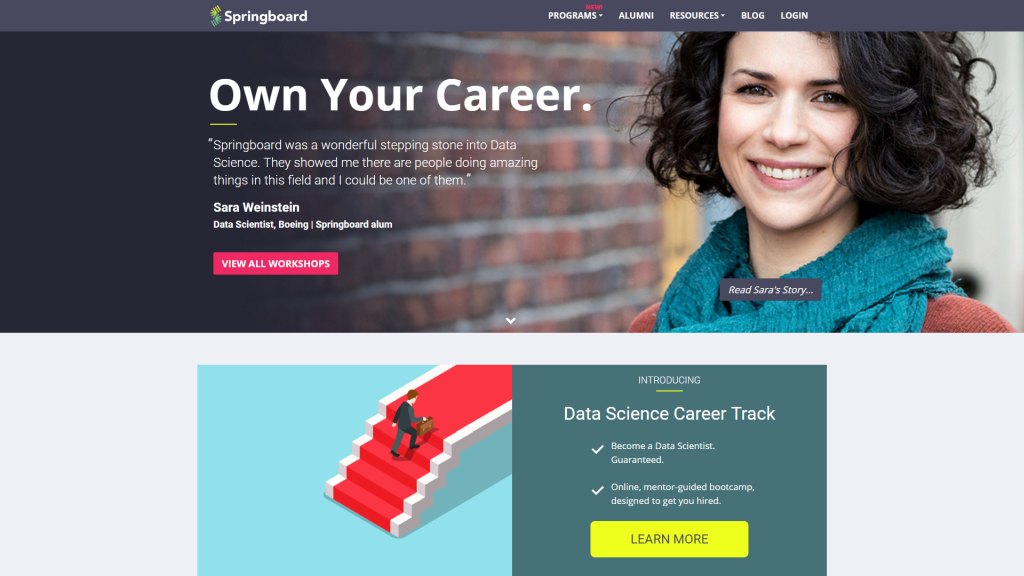 Springboard
NEW!
PROGRAMS
ALUMNI
RESOURCES
BLOG
LOGIN
Own Your Career.
"Springboard was a wonderful stepping stone into Data
Science. They showed me there are people doing amazing
things in this field and I could be one of them."
Sara Weinstein
Data Scientist, Boeing | Springboard alum
VIEW ALL WORKSHOPS
Read Sara's Story...
INTRODUCING
Data Science Career Track
Become a Data Scientist.
Guaranteed.
Online, mentor-guided bootcamp,
designed to get you hired.
LEARN MORE